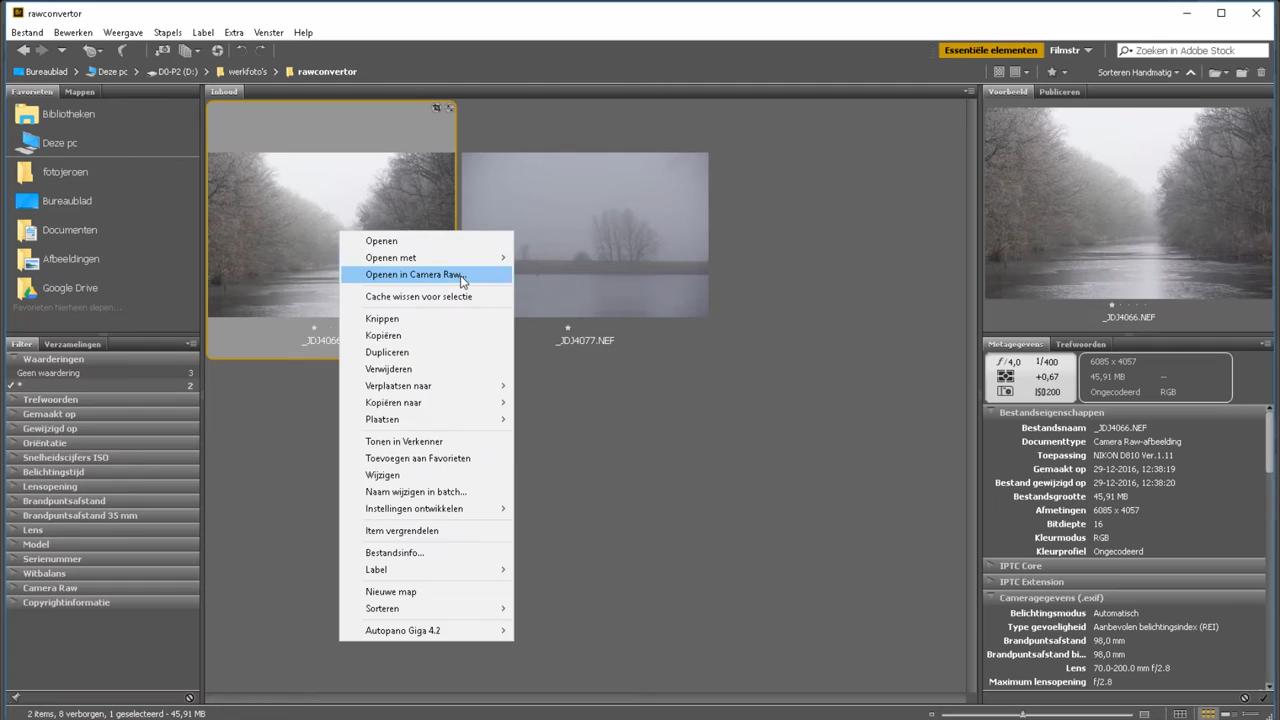 Br rawconvertor
Bestand Bewerken Weergave Stapels Label Extra Venster Help
Essentiële elementen Filmstr Zoeken in Adobe Stock
Bureaublad Deze pc D0-P2 (D:) werkfoto's rawconvertor
Sorteren Handmatig
Favorieten Mappen
Bibliotheken
Deze pc
fotojeroen
Bureaublad
Documenten
Afbeeldingen
Google Drive
Favorieten hierheen slepen...
Filter Verzamelingen
Waarderingen
Geen waardering 3
* 2
Trefwoorden
Gemaakt op
Gewijzigd op
Oriëntatie
Snelheidscijfers ISO
Belichtingstijd
Lensopening
Brandpuntsafstand
Brandpuntsafstand 35 mm
Lens
Model
Serienummer
Witbalans
Camera Raw
Copyrightinformatie
Inhoud
_JDJ4066
_JDJ4077.NEF
Openen
Openen met
Openen in Camera Raw...
Cache wissen voor selectie
Knippen
Kopiëren
Dupliceren
Verwijderen
Verplaatsen naar
Kopiëren naar
Plaatsen
Tonen in Verkenner
Toevoegen aan Favorieten
Wijzigen
Naam wijzigen in batch...
Instellingen ontwikkelen
Item vergrendelen
Bestandsinfo...
Label
Nieuwe map
Sorteren
Autopano Giga 4.2
Voorbeeld Publiceren
_JDJ4066.NEF
Metagegevens Trefwoorden
f/4,0 1/400
+0,67
ISO200
6085 x 4057
45,91 MB --
Ongecodeerd RGB
Bestandseigenschappen
Bestandsnaam _JDJ4066.NEF
Documenttype Camera Raw-afbeelding
Toepassing NIKON D810 Ver.1.11
Gemaakt op 29-12-2016, 12:38:19
Bestand gewijzigd op 29-12-2016, 12:38:20
Bestandsgrootte 45,91 MB
Afmetingen 6085 x 4057
Bitdiepte 16
Kleurmodus RGB
Kleurprofiel Ongecodeerd
IPTC Core
IPTC Extension
Cameragegevens (.exif)
Belichtingsmodus Automatisch
Type gevoeligheid Aanbevolen belichtingsindex (REI)
Brandpuntsafstand 98,0 mm
Brandpuntsafstand bi... 98,0 mm
Lens 70.0-200.0 mm f/2.8
Maximum lensopening f/2.8
2 items, 8 verborgen, 1 geselecteerd - 45,91 MB